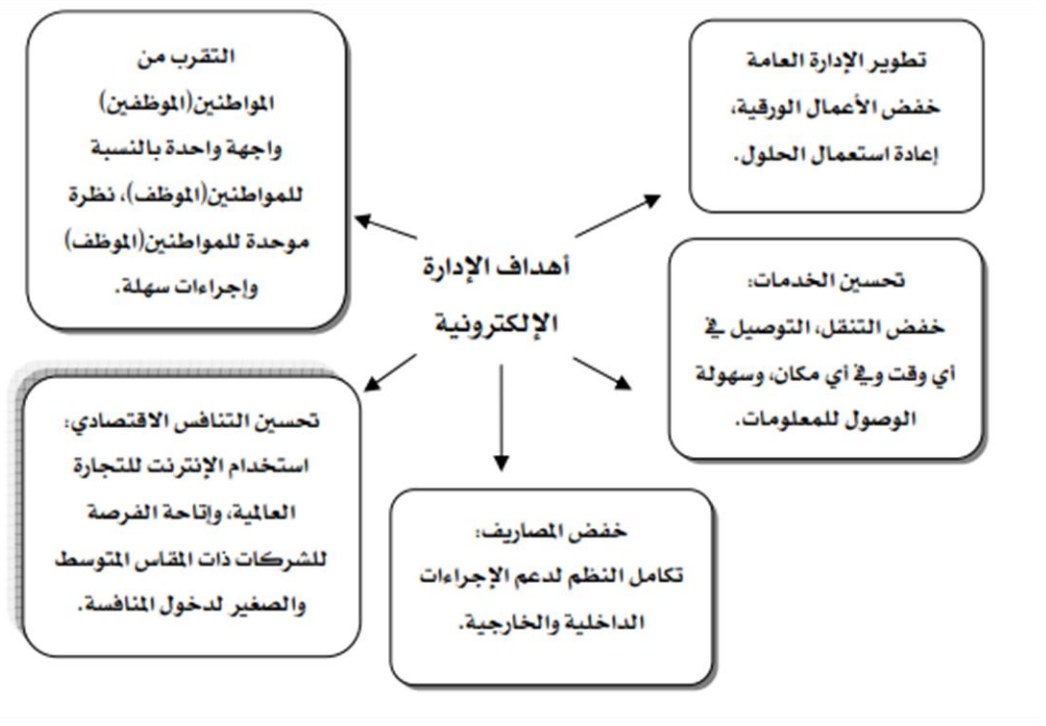 تطوير الإدارة العامة
خفض الأعمال الورقية،
إعادة استعمال الحلول.
التقرب من
المواطنين(الموظفين)
واجهة واحدة بالنسبة
للمواطنين(الموظف)، نظرة
موحدة للمواطنين(الموظف)
وإجراءات سهلة.
أهداف الإدارة
الإلكترونية
تحسين الخدمات:
خفض التنقل، التوصيل في
أي وقت وفي أي مكان، وسهولة
الوصول للمعلومات.
تحسين التنافس الاقتصادي:
استخدام الإنترنت للتجارة
العالمية، وإتاحة الفرصة
للشركات ذات المقاس المتوسط
والصغير لدخول المنافسة.
خفض المصاريف:
تكامل النظم لدعم الإجراءات
الداخلية والخارجية.